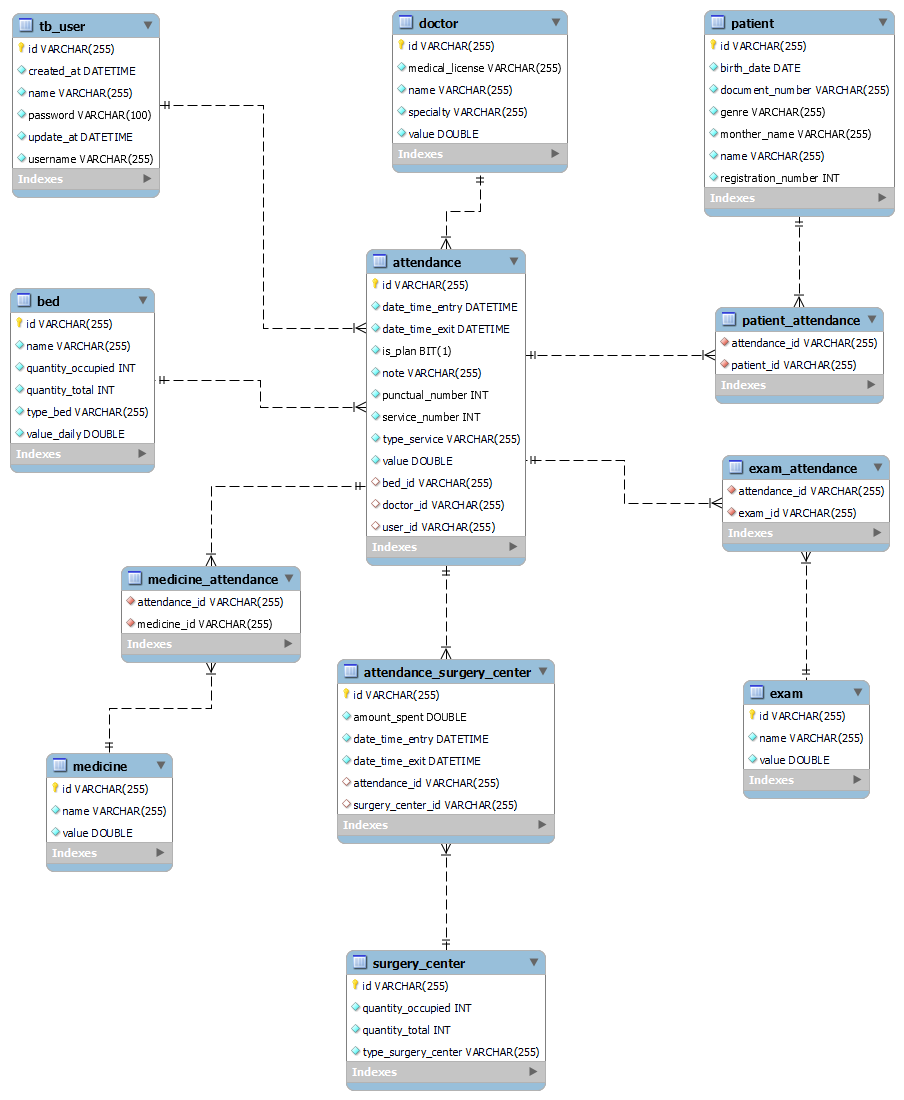 tb_user
id VARCHAR(255)
created_at DATETIME
name VARCHAR(255)
password VARCHAR(100)
update_at DATETIME
username VARCHAR(255)
Indexes
doctor
id VARCHAR(255)
medical_license VARCHAR(255)
name VARCHAR(255)
specialty VARCHAR(255)
value DOUBLE
Indexes
patient
id VARCHAR(255)
birth_date DATE
document_number VARCHAR(255)
genre VARCHAR(255)
monther_name VARCHAR(255)
name VARCHAR(255)
registration_number INT
Indexes
attendance
id VARCHAR(255)
date_time_entry DATETIME
date_time_exit DATETIME
is_plan BIT(1)
note VARCHAR(255)
punctual_number INT
service_number INT
type_service VARCHAR(255)
value DOUBLE
bed_id VARCHAR(255)
doctor_id VARCHAR(255)
user_id VARCHAR(255)
Indexes
bed
id VARCHAR(255)
name VARCHAR(255)
quantity_occupied INT
quantity_total INT
type_bed VARCHAR(255)
value_daily DOUBLE
Indexes
patient_attendance
attendance_id VARCHAR(255)
patient_id VARCHAR(255)
Indexes
exam_attendance
attendance_id VARCHAR(255)
exam_id VARCHAR(255)
Indexes
medicine_attendance
attendance_id VARCHAR(255)
medicine_id VARCHAR(255)
Indexes
attendance_surgery_center
id VARCHAR(255)
amount_spent DOUBLE
date_time_entry DATETIME
date_time_exit DATETIME
attendance_id VARCHAR(255)
surgery_center_id VARCHAR(255)
Indexes
exam
id VARCHAR(255)
name VARCHAR(255)
value DOUBLE
Indexes
medicine
id VARCHAR(255)
name VARCHAR(255)
value DOUBLE
Indexes
surgery_center
id VARCHAR(255)
quantity_occupied INT
quantity_total INT
type_surgery_center VARCHAR(255)
Indexes